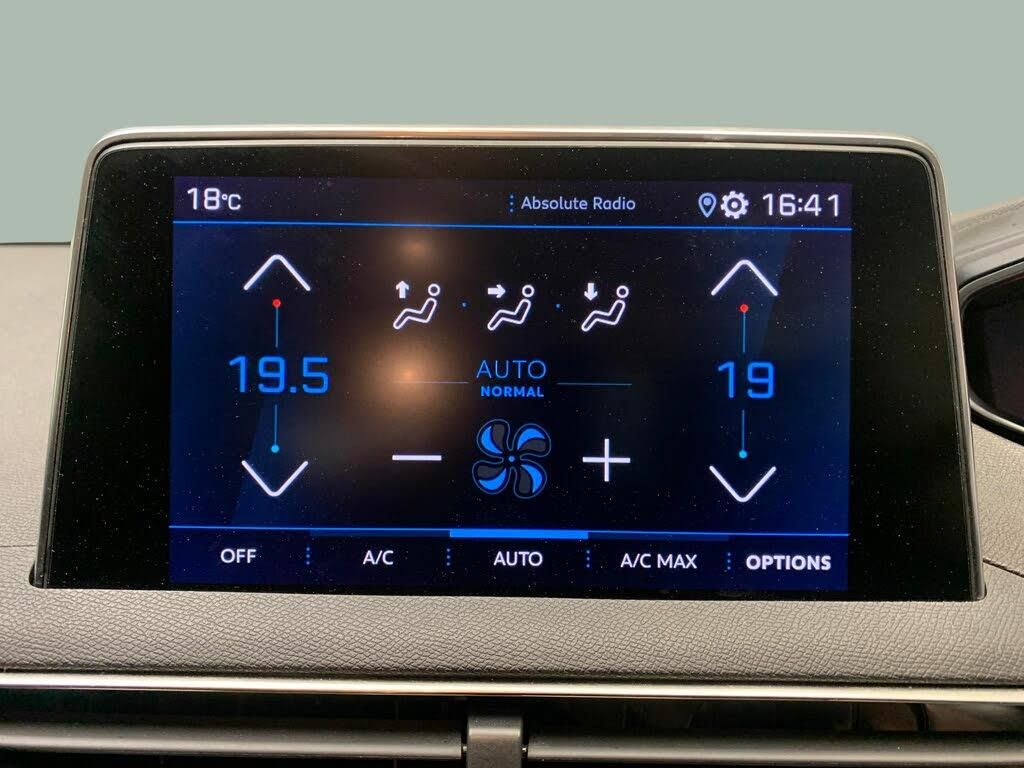 18°C
Absolute Radio
16:41
19.5
AUTO
NORMAL
19
OFF
A/C
AUTO
A/C MAX
OPTIONS